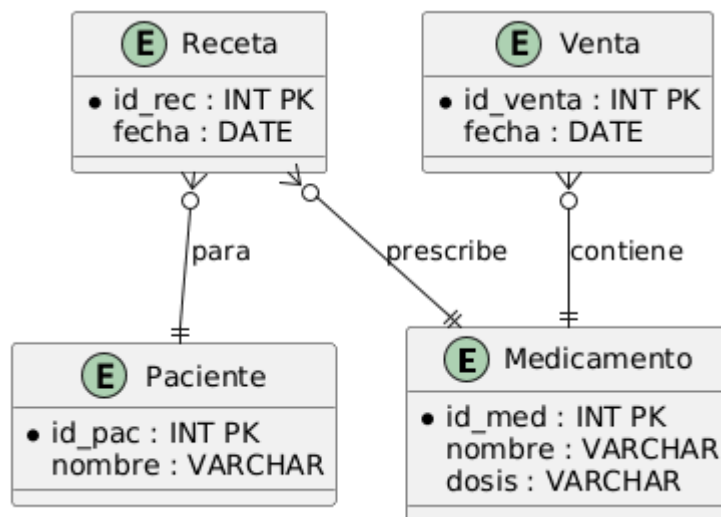 E Receta
id_rec : INT PK
fecha : DATE
E Venta
id_venta : INT PK
fecha : DATE
para
prescribe
contiene
E Paciente
id_pac : INT PK
nombre : VARCHAR
E Medicamento
id_med : INT PK
nombre : VARCHAR
dosis : VARCHAR